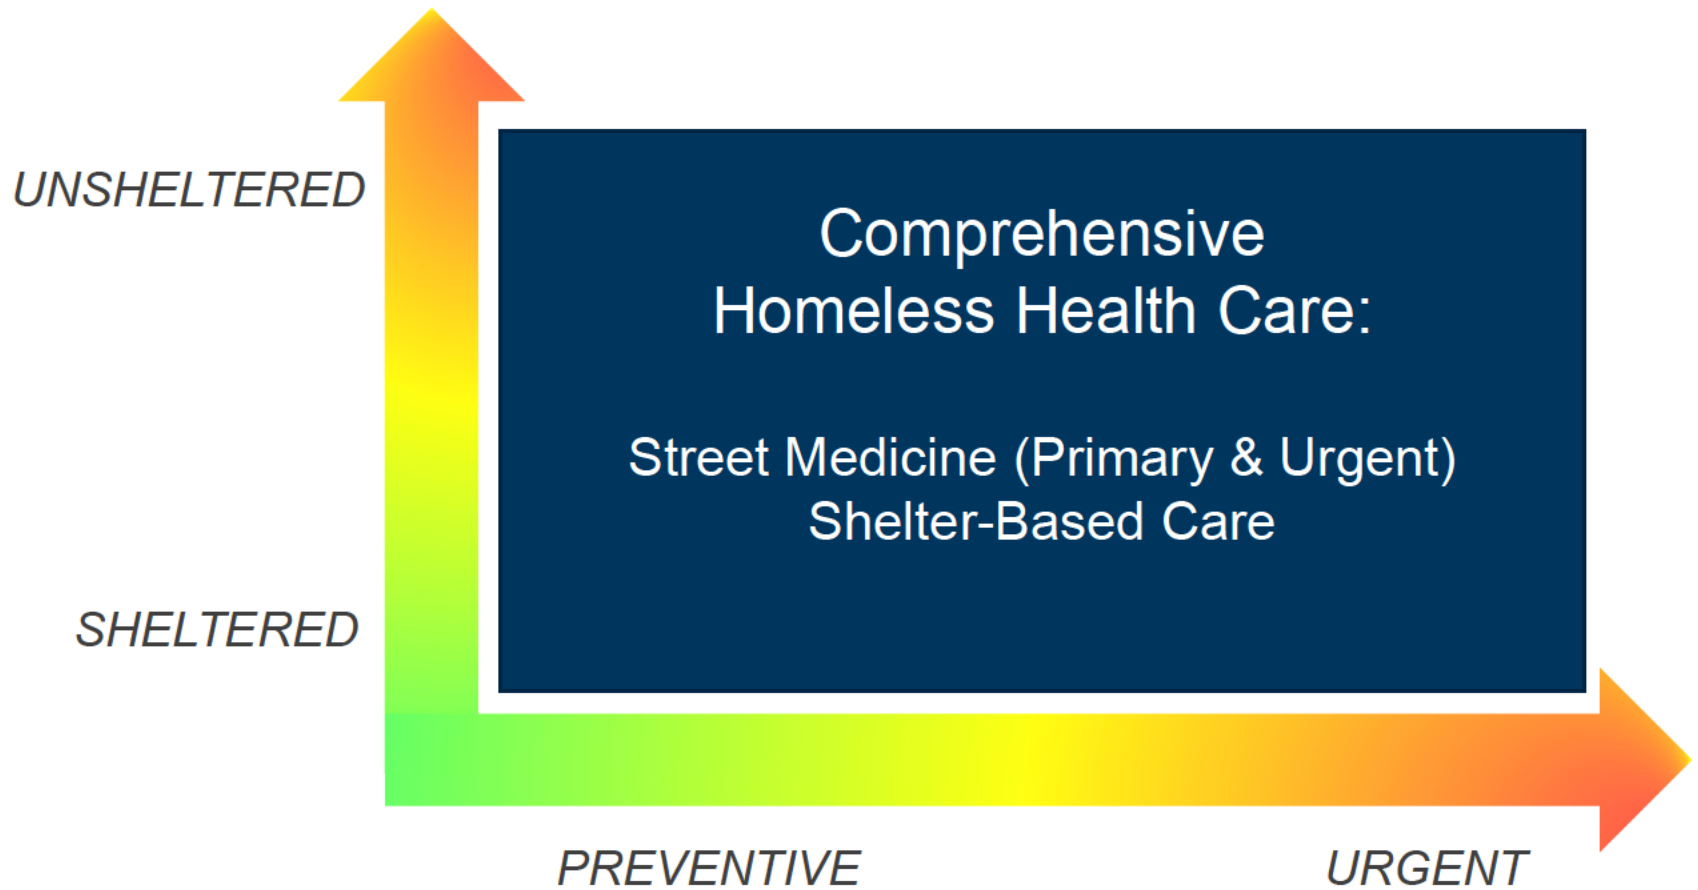 UNSHELTERED
Comprehensive
Homeless Health Care:
Street Medicine (Primary & Urgent)
Shelter-Based Care
SHELTERED
PREVENTIVE
URGENT